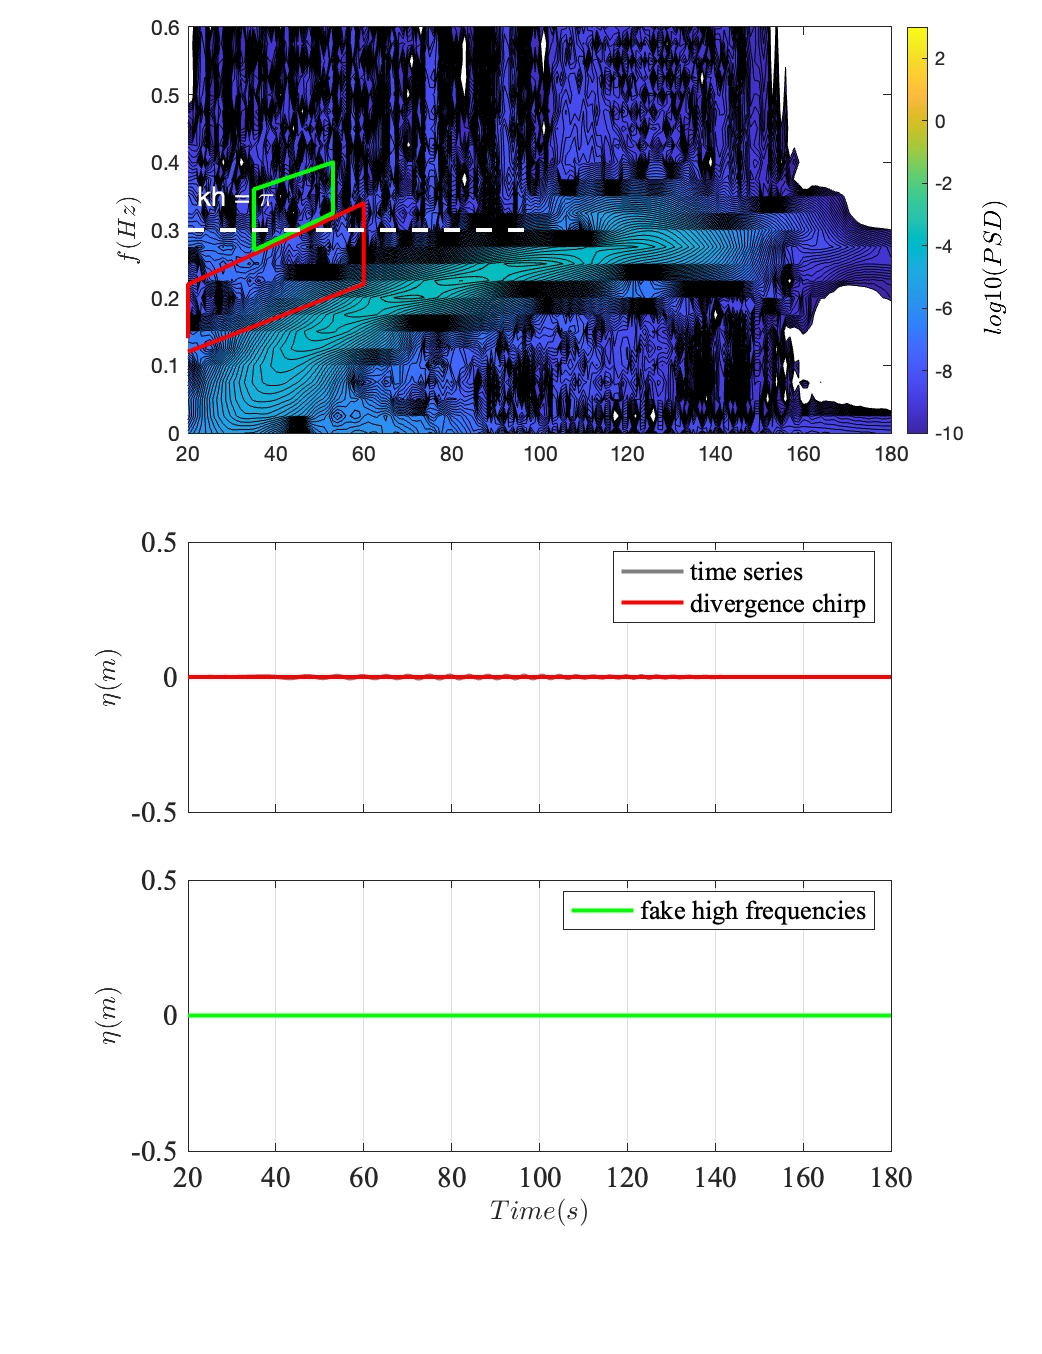 0.6
0.5
0.4
0.3
0.2
0.1
0
f(Hz)
kh = π
20 40 60 80 100 120 140 160 180
2
0
-2
-4
-6
-8
-10
log10(PSD)
0.5
0
-0.5
η(m)
time series
divergence chirp
0.5
0
-0.5
η(m)
fake high frequencies
20 40 60 80 100 120 140 160 180
Time(s)